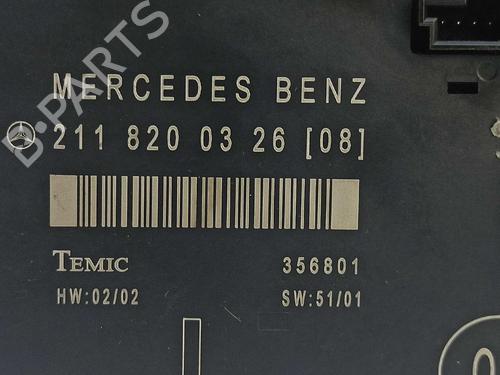 MERCEDES BENZ
211 820 03 26 [08]
TEMIC 356801
HW:02/02 SW:51/01
B-PARTS